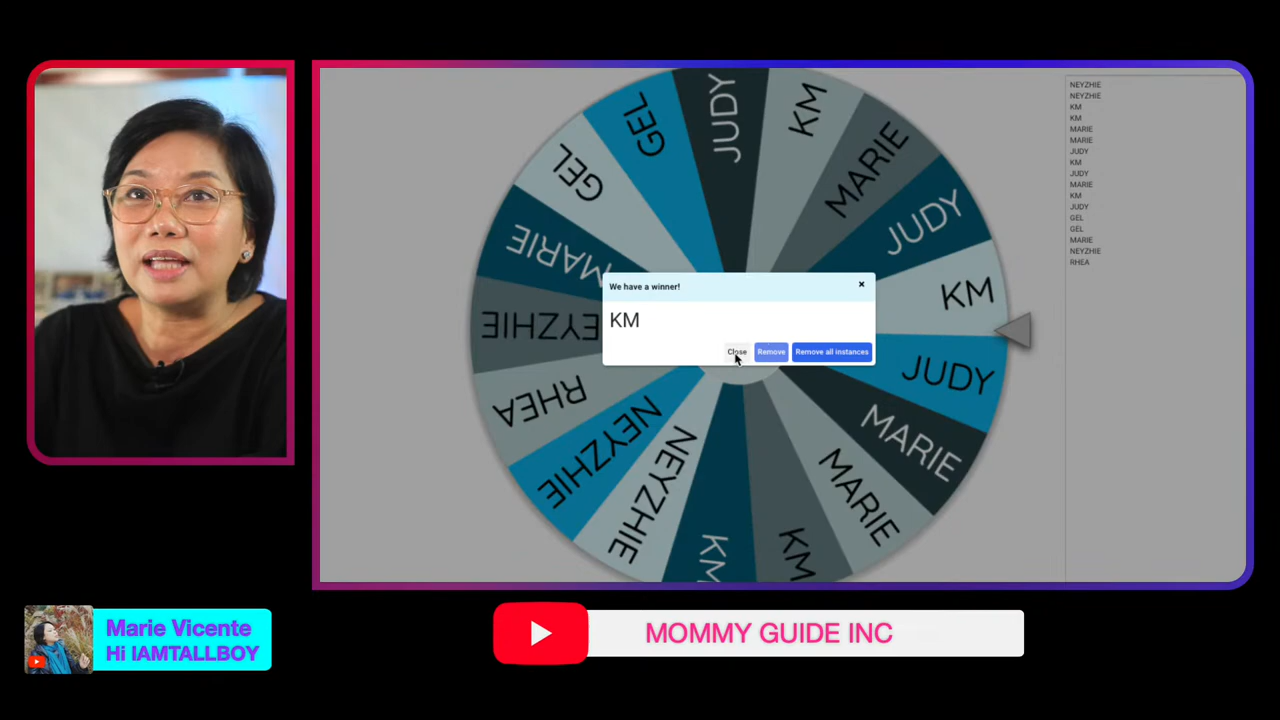 GEL
JUDY
KM
MARIE
JUDY
KM
JUDY
MARIE
MARIE
KM
KM
NEYZHIE
NEYZHIE
RHEA
EYZHIE
MARIE
GEL
We have a winner!
×
KM
Close
Remove
Remove all instances
NEYZHIE
NEYZHIE
KM
KM
MARIE
MARIE
JUDY
KM
JUDY
MARIE
KM
JUDY
GEL
GEL
MARIE
NEYZHIE
RHEA
Marie Vicente
Hi IAMTALLBOY
MOMMY GUIDE INC